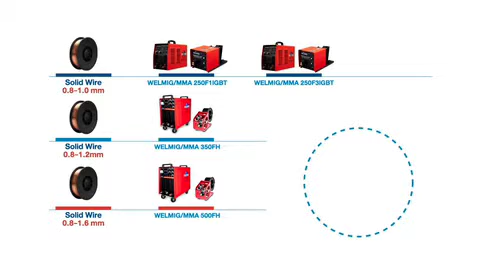 Solid Wire
0.8–1.0 mm
WELMIG/MMA 250F1IGBT
WELMIG/MMA 250F3IGBT
Solid Wire
0.8–1.2mm
WELMIG/MMA 350FH
Solid Wire
0.8–1.6 mm
WELMIG/MMA 500FH